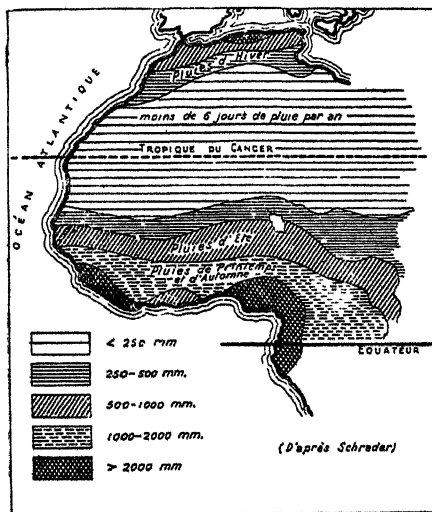 Pluies d'Hiver
OCÉAN ATLANTIQUE
moins de 6 jours de pluie par an
TROPIQUE DU CANCER
Pluies d'Été
Pluies de Printemps
et d'Automne
ÉQUATEUR
< 250 mm
250-500 mm.
500-1000 mm.
1000-2000 mm.
> 2000 mm
(D'après Schrader)